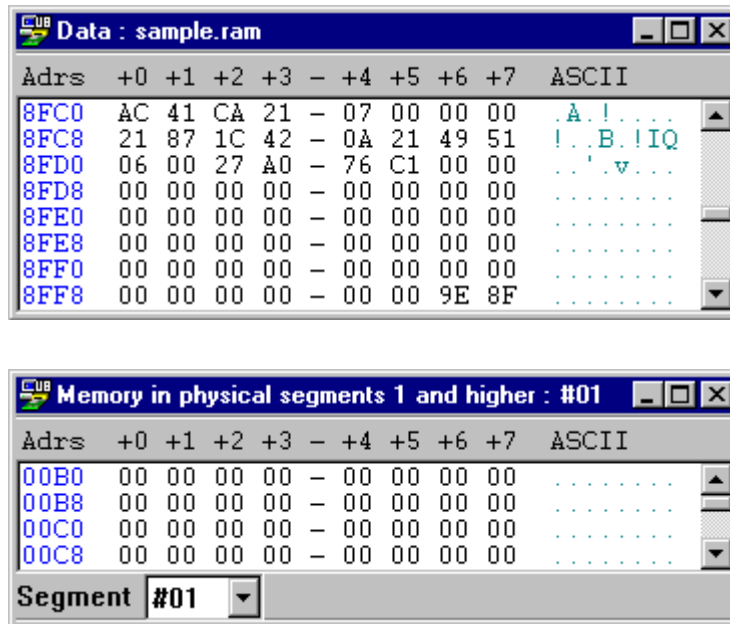 Data : sample.ram
Adrs +0 +1 +2 +3 – +4 +5 +6 +7 ASCII
8FC0 AC 41 CA 21 – 07 00 00 00 .A.!....
8FC8 21 87 1C 42 – 0A 21 49 51 !..B.!IQ
8FD0 06 00 27 A0 – 76 C1 00 00 ..'.v...
8FD8 00 00 00 00 – 00 00 00 00 ........
8FE0 00 00 00 00 – 00 00 00 00 ........
8FE8 00 00 00 00 – 00 00 00 00 ........
8FF0 00 00 00 00 – 00 00 00 00 ........
8FF8 00 00 00 00 – 00 00 9E 8F ........
Memory in physical segments 1 and higher : #01
Adrs +0 +1 +2 +3 – +4 +5 +6 +7 ASCII
00B0 00 00 00 00 – 00 00 00 00 ........
00B8 00 00 00 00 – 00 00 00 00 ........
00C0 00 00 00 00 – 00 00 00 00 ........
00C8 00 00 00 00 – 00 00 00 00 ........
Segment #01